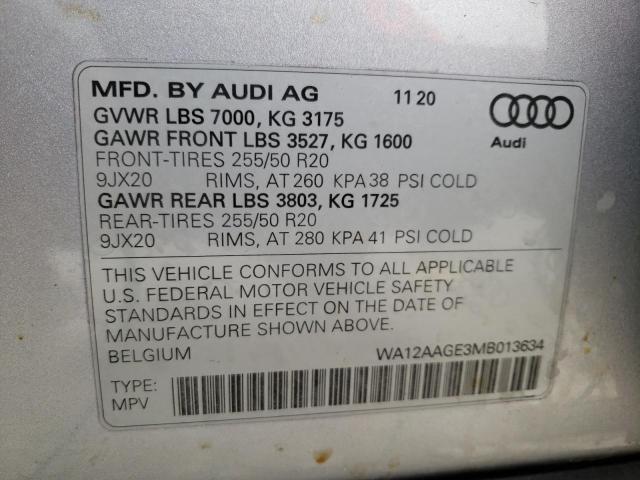 MFD. BY AUDI AG 11 20
GVWR LBS 7000, KG 3175
GAWR FRONT LBS 3527, KG 1600
FRONT-TIRES 255/50 R20
9JX20 RIMS, AT 260 KPA 38 PSI COLD
GAWR REAR LBS 3803, KG 1725
REAR-TIRES 255/50 R20
9JX20 RIMS, AT 280 KPA 41 PSI COLD
Audi
THIS VEHICLE CONFORMS TO ALL APPLICABLE
U.S. FEDERAL MOTOR VEHICLE SAFETY
STANDARDS IN EFFECT ON THE DATE OF
MANUFACTURE SHOWN ABOVE.
BELGIUM WA12AAGE3MB013634
TYPE:
MPV